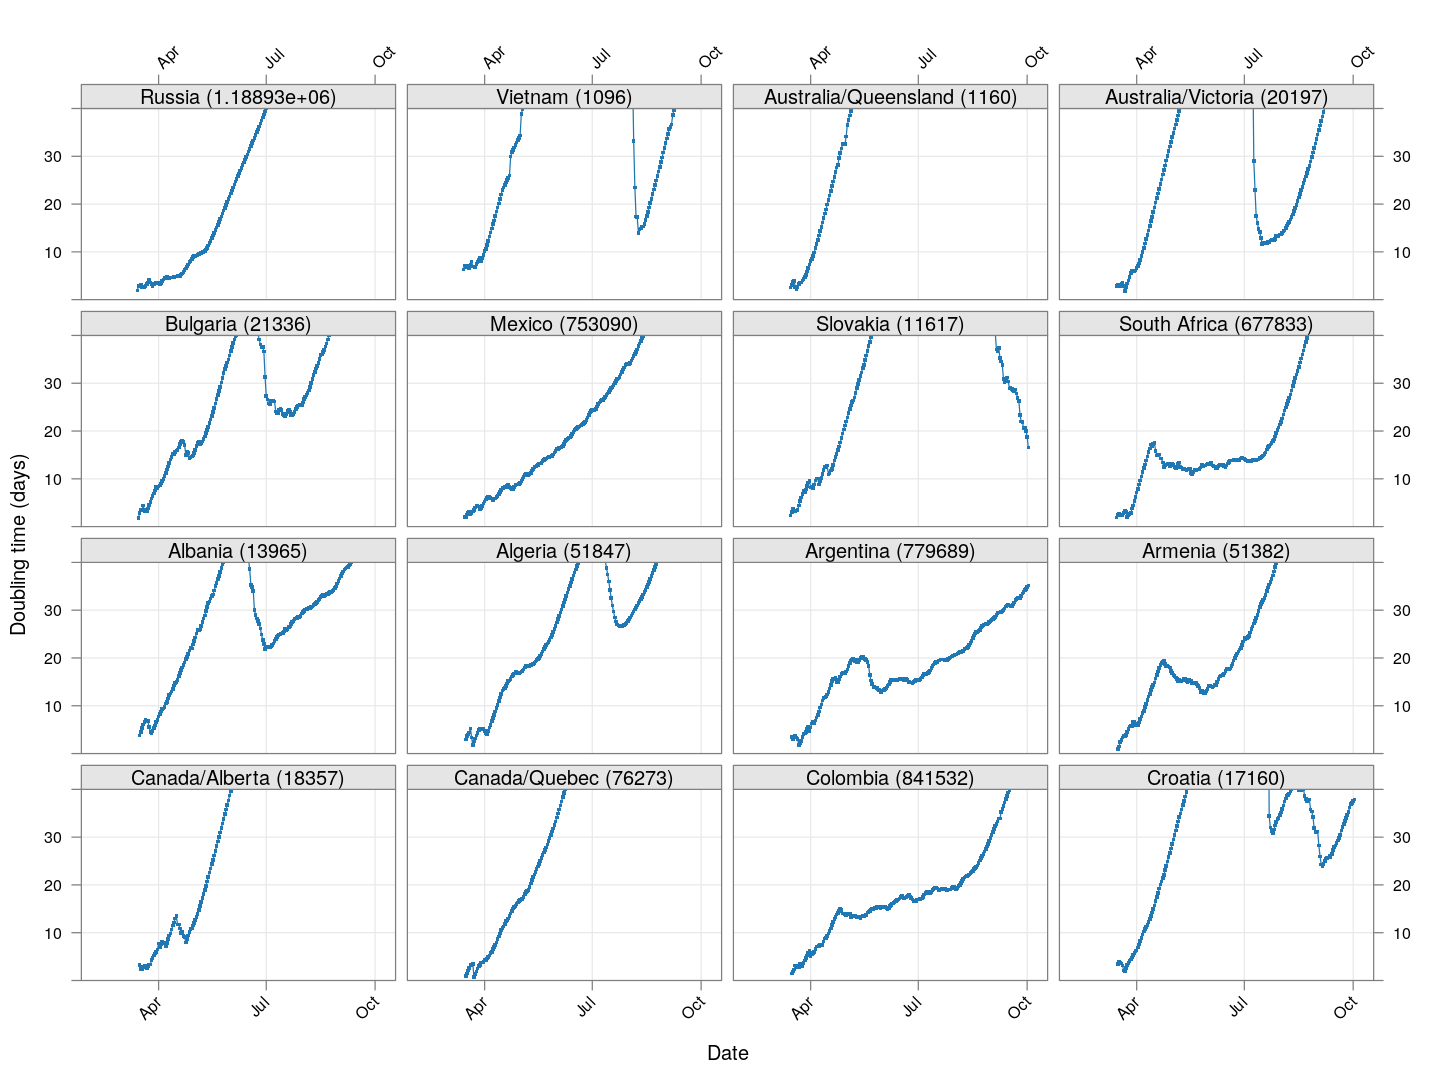 Apr Jul Oct Apr Jul Oct Apr Jul Oct Apr Jul Oct
Russia (1.18893e+06) Vietnam (1096) Australia/Queensland (1160) Australia/Victoria (20197)
30 30
20 20
10 10
Bulgaria (21336) Mexico (753090) Slovakia (11617) South Africa (677833)
30 30
20 20
10 10
Doubling time (days)
Albania (13965) Algeria (51847) Argentina (779689) Armenia (51382)
30 30
20 20
10 10
Canada/Alberta (18357) Canada/Quebec (76273) Colombia (841532) Croatia (17160)
30 30
20 20
10 10
Apr Jul Oct Apr Jul Oct Apr Jul Oct Apr Jul Oct
Date